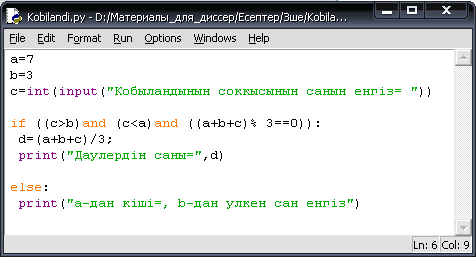 Kobilandi.py - D:/Материалы_для_диссер/Есептер/3ше/Kobila...
File Edit Format Run Options Windows Help
a=7
b=3
c=int(input("Кобыландынын соккысынын санын енгіз= "))
if ((c>b)and (c<a)and ((a+b+c)% 3==0)):
d=(a+b+c)/3;
print("Даулердін саны=",d)
else:
print("а-дан кіші=, b-дан улкен сан енгіз")
Ln: 6 Col: 9